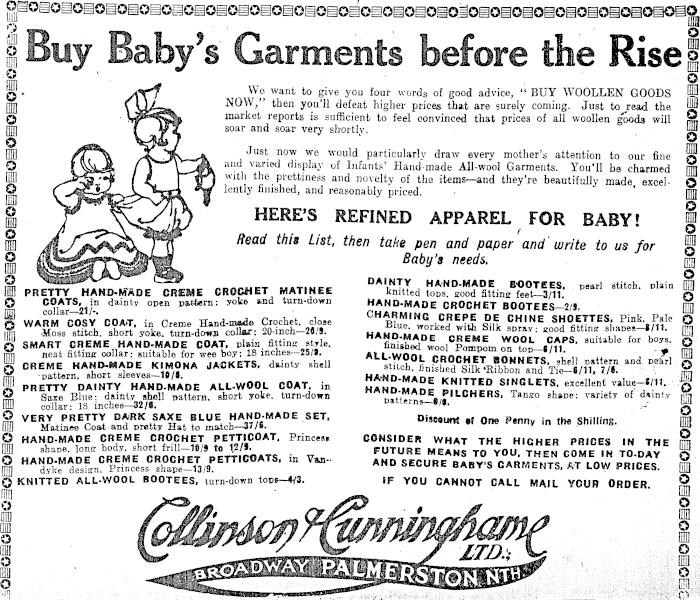 Buy Baby's Garments before the Rise
We want to give you four words of good advice, "BUY WOOLLEN GOODS
NOW," then you'll defeat higher prices that are surely coming. Just to read the
market reports is sufficient to feel convinced that prices of all woollen goods will
soar and soar very shortly.
Just now we would particularly draw every mother's attention to our fine
and varied display of Infants' Hand-made All-wool Garments. You'll be charmed
with the prettiness and novelty of the items—and they're beautifully made, excel-
lently finished, and reasonably priced.
HERE'S REFINED APPAREL FOR BABY!
Read this List, then take pen and paper and write to us for
Baby's needs.
PRETTY HAND-MADE CREME CROCHET MATINEE
COATS, in dainty open pattern; yoke and turn-down
collar—21/-.
WARM COSY COAT, in Creme Hand-made Crochet, close
Moss stitch, short yoke, turn-down collar; 20-inch—26/9.
SMART CREME HAND-MADE COAT, plain fitting style,
neat fitting collar; suitable for wee boy; 18 inches—25/9.
CREME HAND-MADE KIMONA JACKETS, dainty shell
pattern, short sleeves—10/6.
PRETTY DAINTY HAND-MADE ALL-WOOL COAT, in
Saxe Blue; dainty shell pattern, short yoke, turn-down
collar; 18 inches—32/6.
VERY PRETTY DARK SAXE BLUE HAND-MADE SET,
Matinee Coat and pretty Hat to match—37/6.
HAND-MADE CREME CROCHET PETTICOAT, Princess
shape, long body, short frill—10/9 to 12/9.
HAND-MADE CREME CROCHET PETTICOATS, in Van-
dyke design, Princess shape—13/9.
KNITTED ALL-WOOL BOOTEES, turn-down tops—4/3.
DAINTY HAND-MADE BOOTEES, pearl stitch, plain
knitted tops, good fitting feet—3/11.
HAND-MADE CROCHET BOOTEES—2/9.
CHARMING CREPE DE CHINE SHOETTES, Pink, Pale
Blue, worked with Silk spray; good fitting shapes—8/11.
HAND-MADE CREME WOOL CAPS, suitable for boys,
finished wool Pompom on top—6/11.
ALL-WOOL CROCHET BONNETS, shell pattern and pearl
stitch, finished Silk Ribbon and Tie—6/11, 7/6.
HAND-MADE KNITTED SINGLETS, excellent value—6/11.
HAND-MADE PILCHERS, Tango shape; variety of dainty
patterns—
Discount of One Penny in the Shilling.
CONSIDER WHAT THE HIGHER PRICES IN THE
FUTURE MEANS TO YOU, THEN COME IN TO-DAY
AND SECURE BABY'S GARMENTS, AT LOW PRICES.
IF YOU CANNOT CALL MAIL YOUR ORDER.
Collinson & Cunninghame
LTD.,
BROADWAY PALMERSTON NTH.